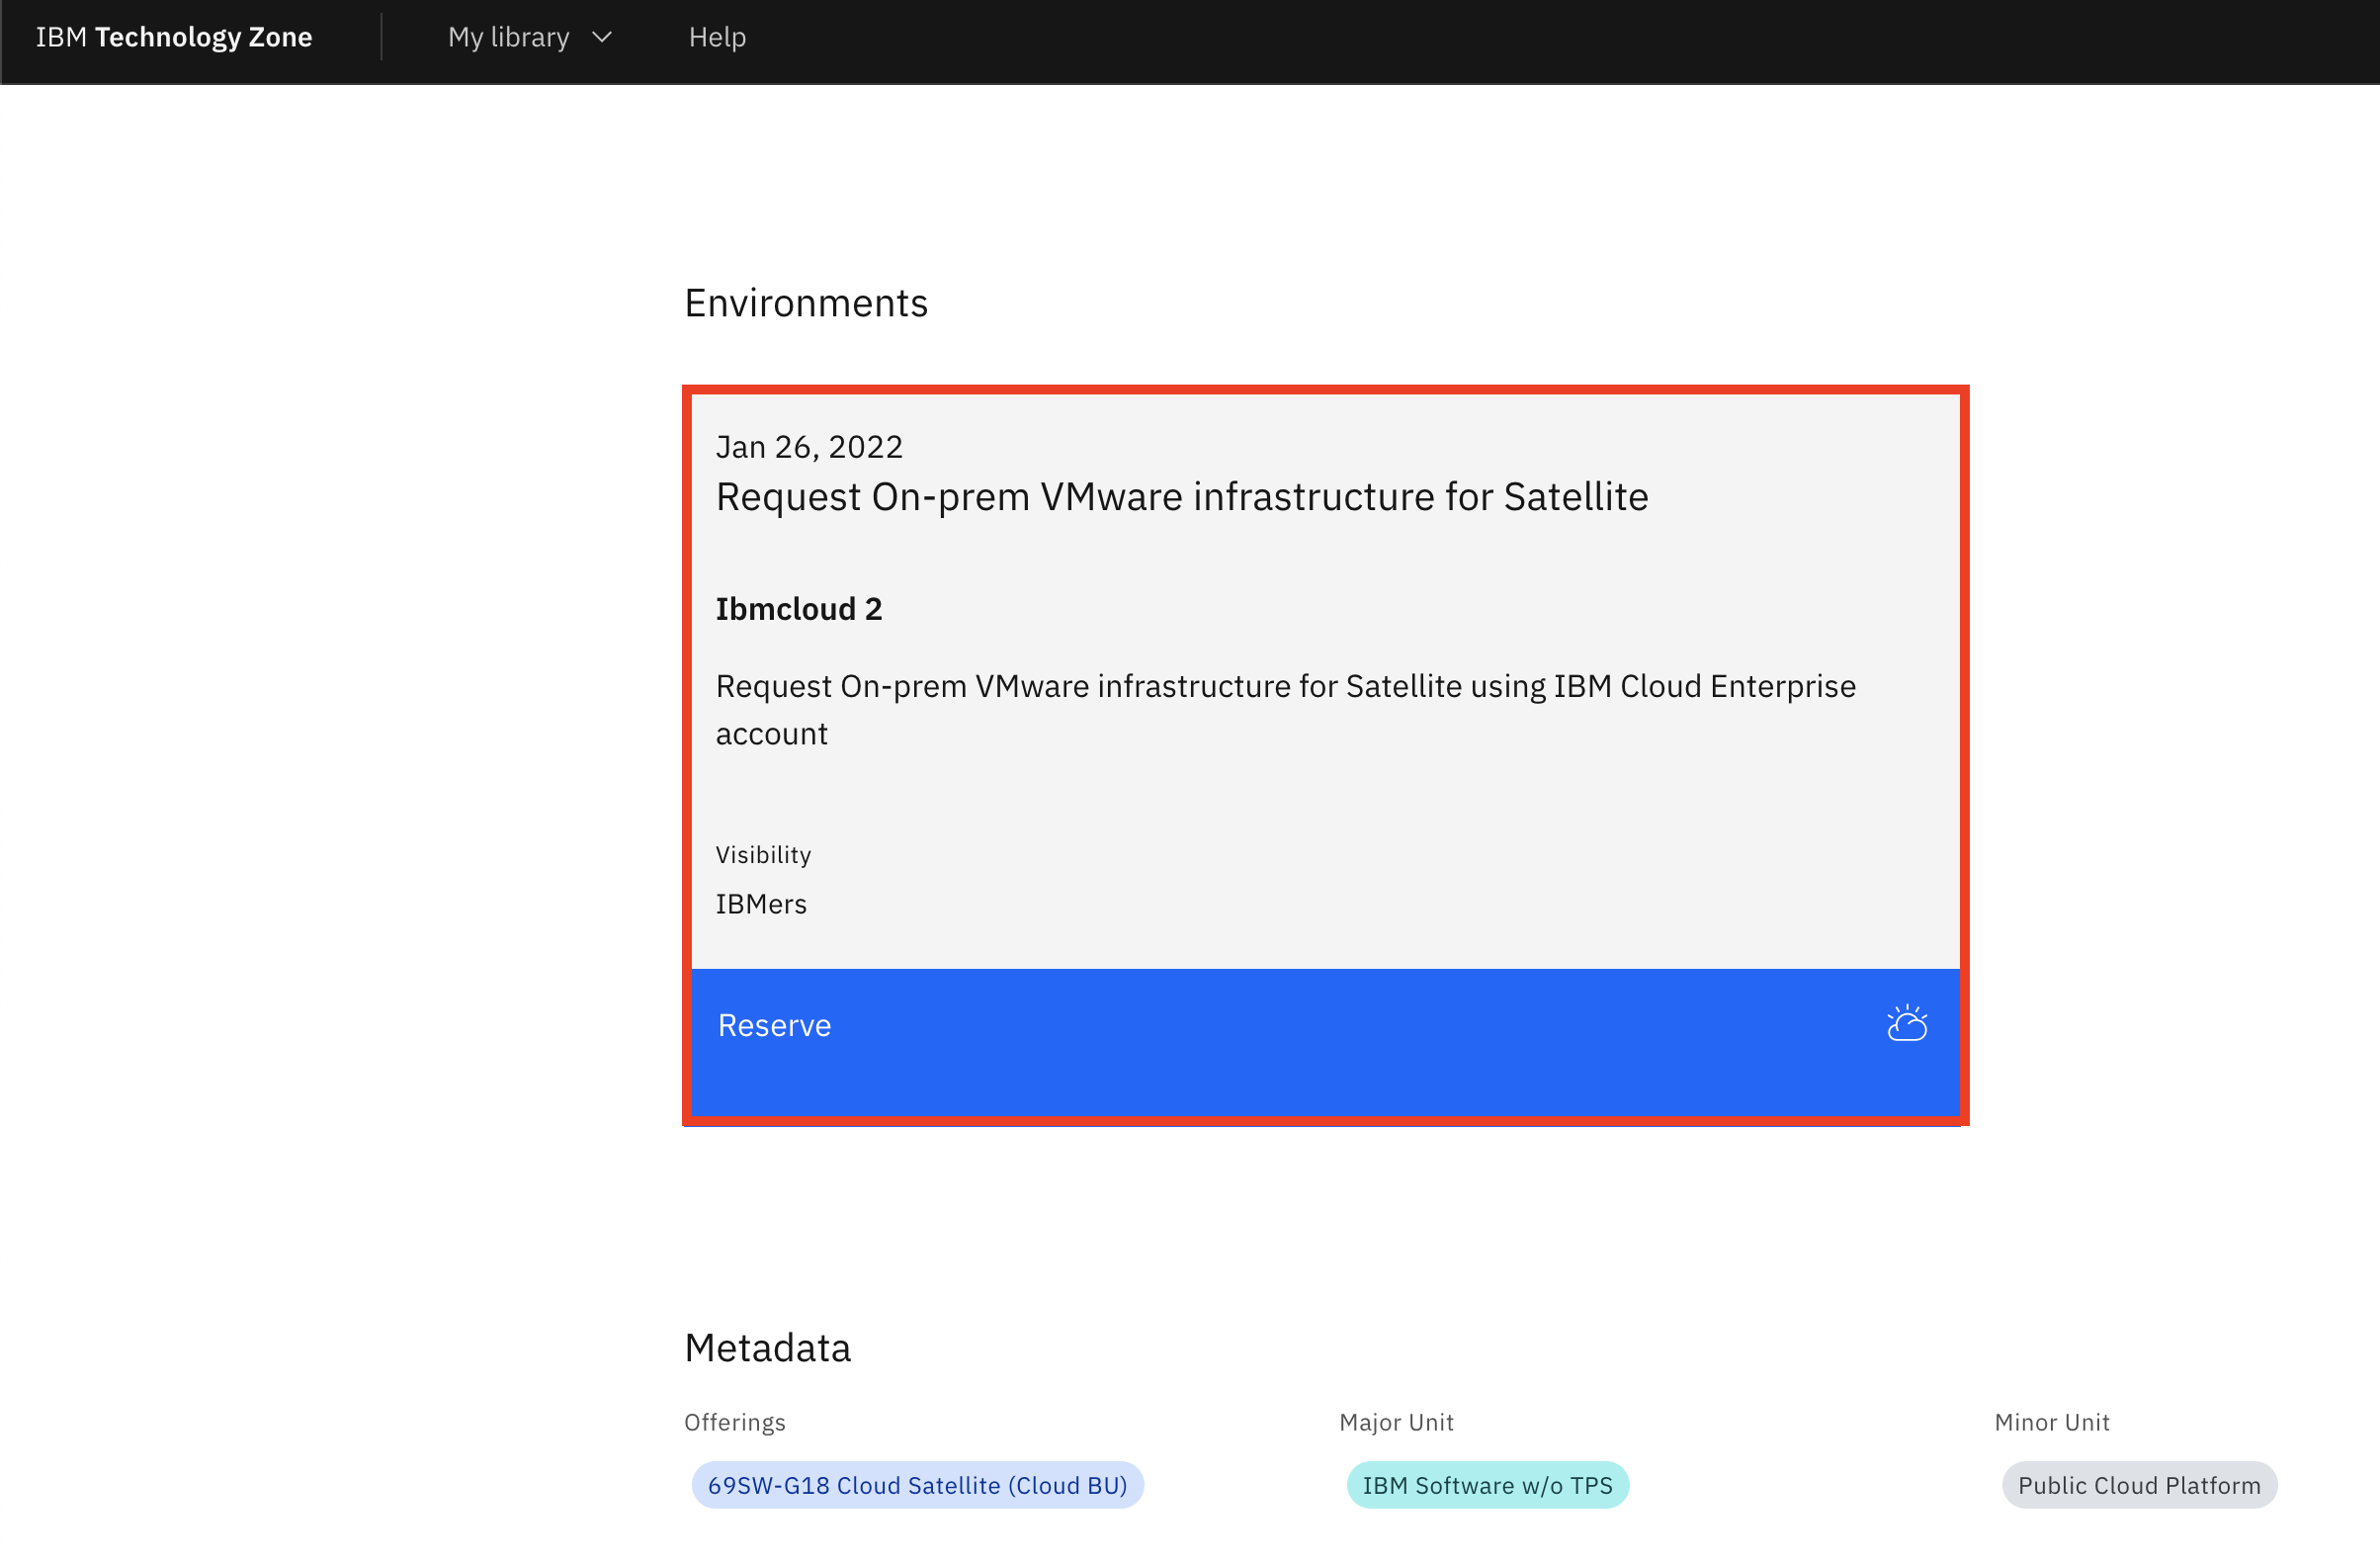 IBM Technology Zone
My library
Help
Environments
Jan 26, 2022
Request On-prem VMware infrastructure for Satellite
Ibmcloud 2
Request On-prem VMware infrastructure for Satellite using IBM Cloud Enterprise
account
Visibility
IBMers
Reserve
Metadata
Offerings
69SW-G18 Cloud Satellite (Cloud BU)
Major Unit
IBM Software w/o TPS
Minor Unit
Public Cloud Platform